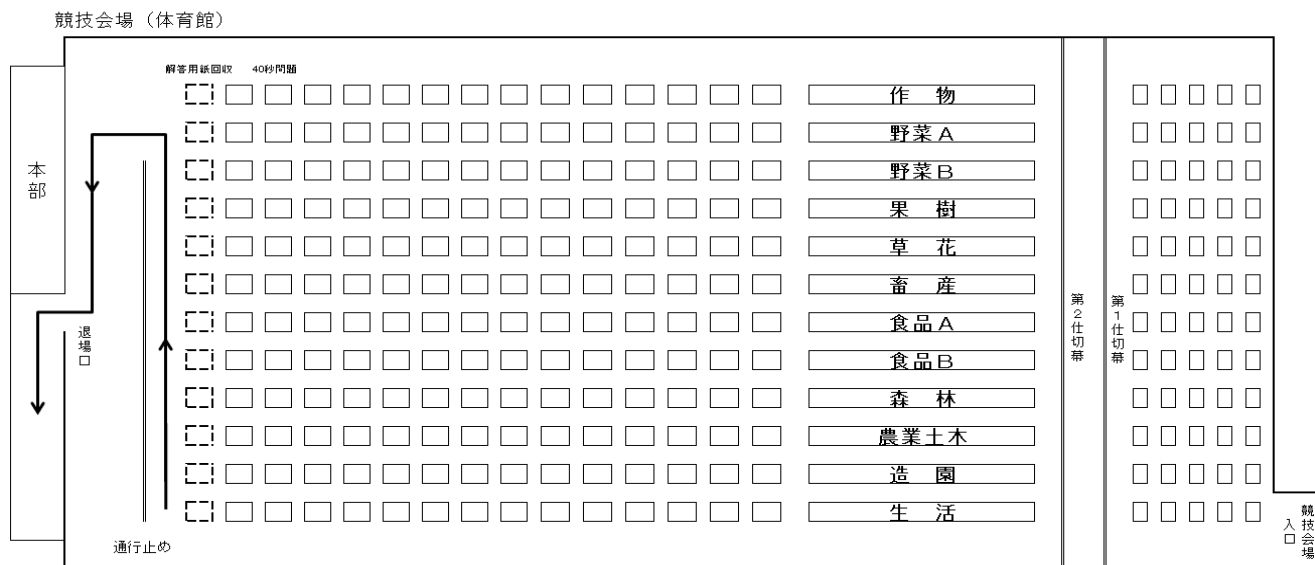 競技会場（体育館）
解答用紙回収　40秒問題
作　物
野菜A
野菜B
果　樹
草　花
畜　産
食品A
食品B
森　林
農業土木
造　園
生　活
本部
退場口
通行止め
第２仕切幕
第１仕切幕
競技会場
入口